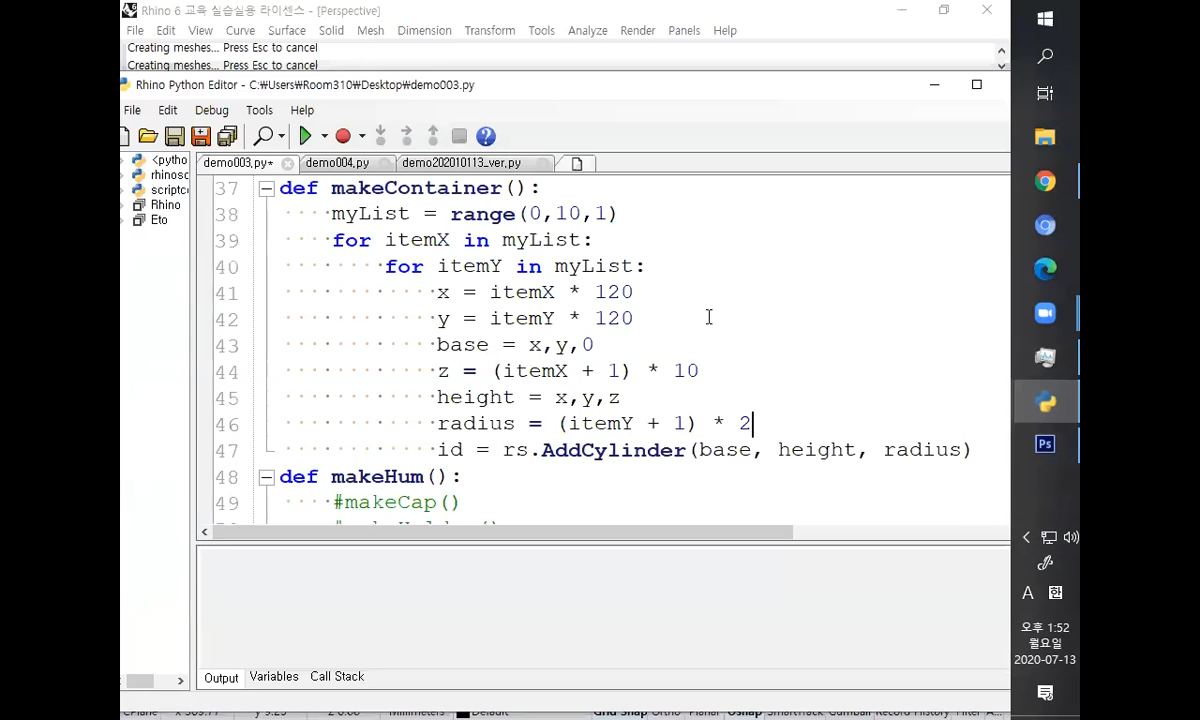 Rhino 6 교육 실습실용 라이센스 - [Perspective]
File Edit View Curve Surface Solid Mesh Dimension Transform Tools Analyze Render Panels Help
Creating meshes... Press Esc to cancel
Creating meshes... Press Esc to cancel
Rhino Python Editor - C:₩Users₩Room310₩Desktop₩demo003.py
File Edit Debug Tools Help
demo003.py* demo004.py demo202010113_ver.py
<pytho
rhinosc
scriptc
Rhino
Eto
37 def makeContainer():
38 myList = range(0,10,1)
39 for itemX in myList:
40 for itemY in myList:
41 x = itemX * 120
42 y = itemY * 120
43 base = x,y,0
44 z = (itemX + 1) * 10
45 height = x,y,z
46 radius = (itemY + 1) * 2
47 id = rs.AddCylinder(base, height, radius)
48 def makeHum():
49 #makeCap()
Output Variables Call Stack
Ps
A 한
오후 1:52
월요일
2020-07-13